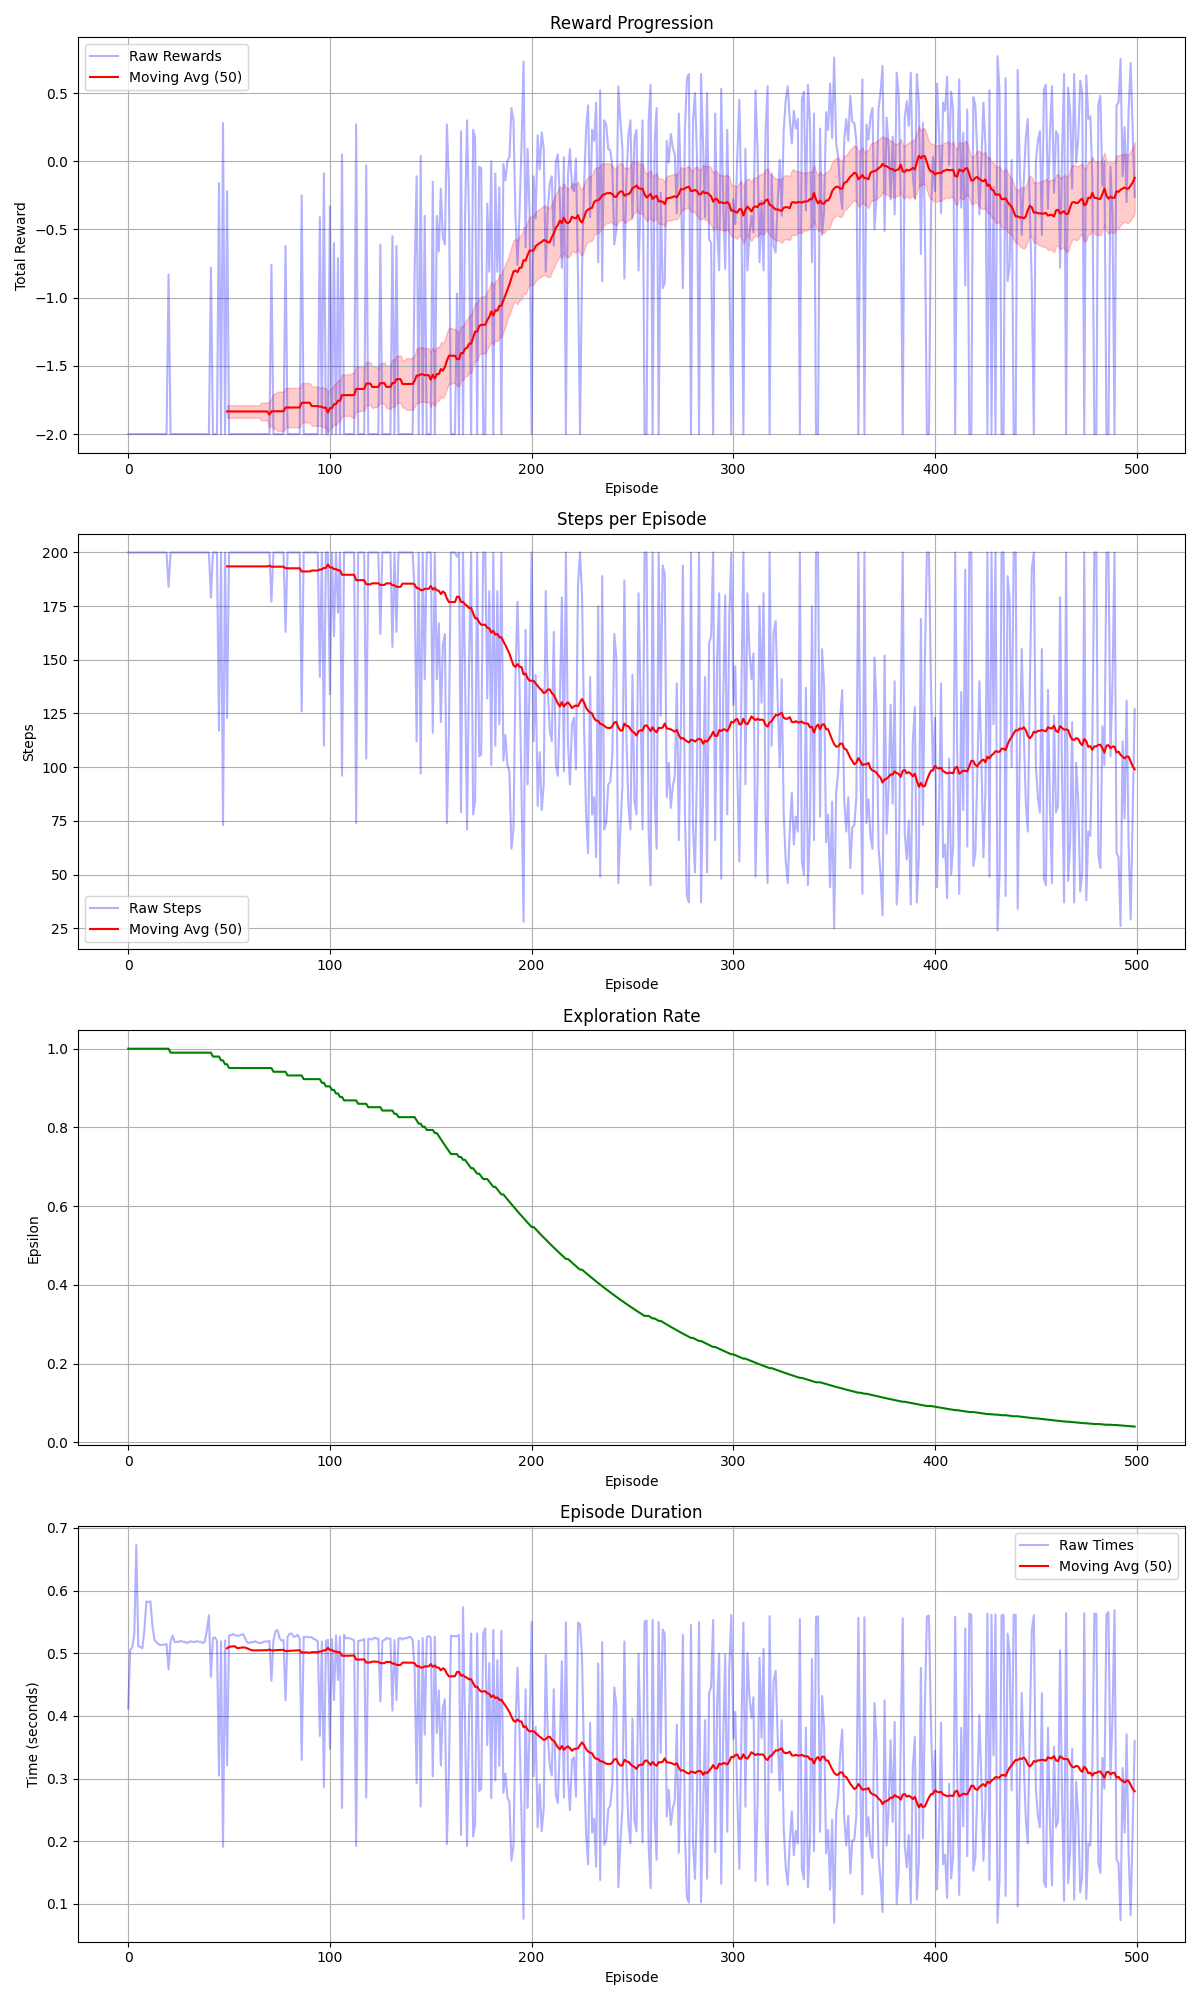 Reward Progression
Raw Rewards
Moving Avg (50)
Total Reward
0.5
0.0
−0.5
−1.0
−1.5
−2.0
0 100 200 300 400 500
Episode
Steps per Episode
Steps
200
175
150
125
100
75
50
25
Raw Steps
Moving Avg (50)
0 100 200 300 400 500
Episode
Exploration Rate
Epsilon
1.0
0.8
0.6
0.4
0.2
0.0
0 100 200 300 400 500
Episode
Episode Duration
Raw Times
Moving Avg (50)
Time (seconds)
0.7
0.6
0.5
0.4
0.3
0.2
0.1
0 100 200 300 400 500
Episode